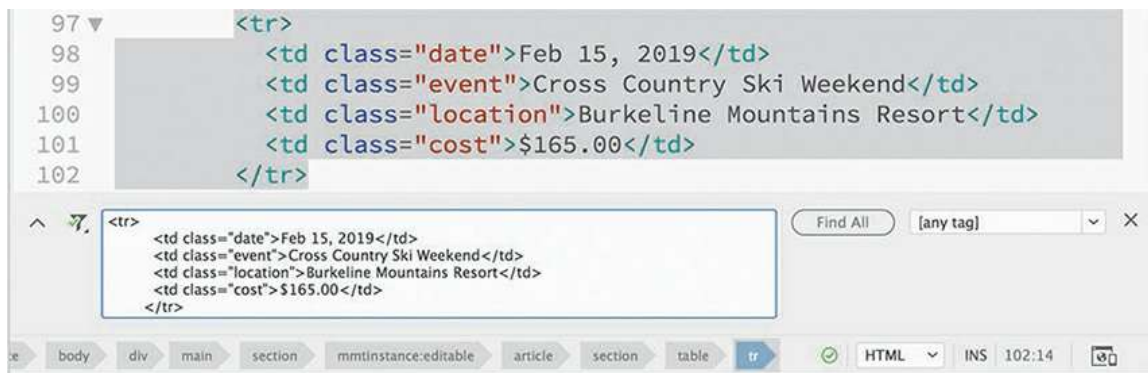 97 <tr>
98 <td class="date">Feb 15, 2019</td>
99 <td class="event">Cross Country Ski Weekend</td>
100 <td class="location">Burkeline Mountains Resort</td>
101 <td class="cost">$165.00</td>
102 </tr>
<tr>
<td class="date">Feb 15, 2019</td>
<td class="event">Cross Country Ski Weekend</td>
<td class="location">Burkeline Mountains Resort</td>
<td class="cost">$165.00</td>
</tr>
Find All [any tag]
body div main section mmtinstance:editable article section table tr HTML INS 102:14